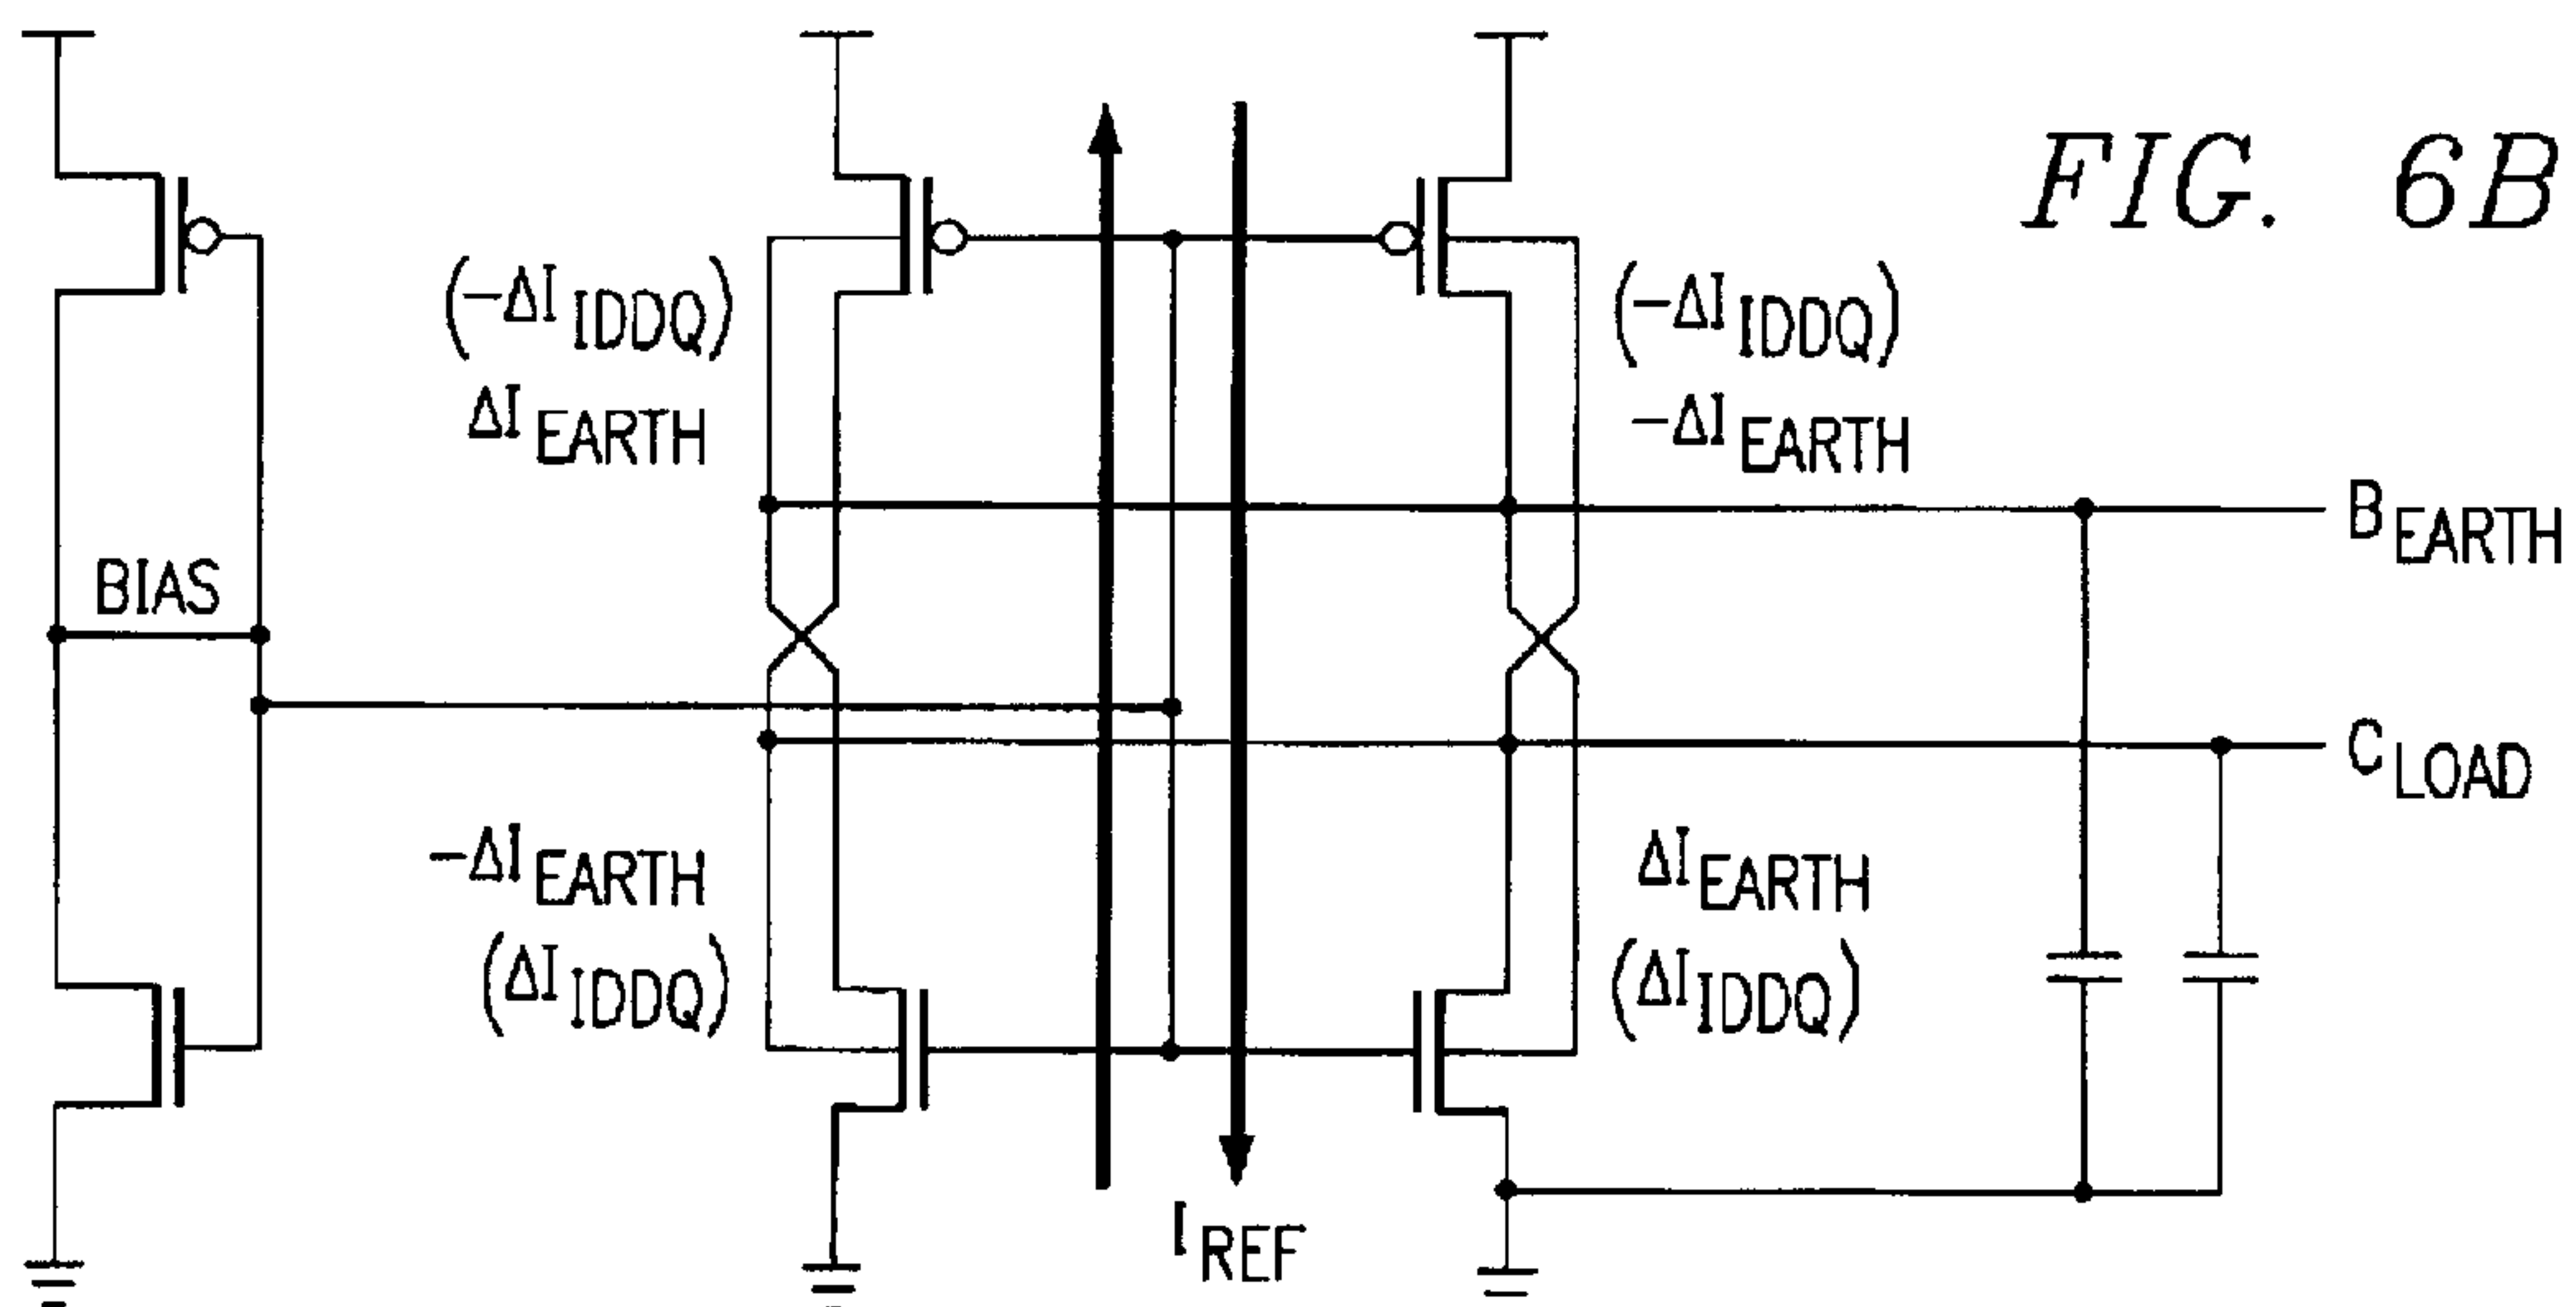 FIG. 6B
(-ΔI IDDQ)
ΔI EARTH
(-ΔI IDDQ)
-ΔI EARTH
B EARTH
BIAS
C LOAD
-ΔI EARTH
(ΔI IDDQ)
ΔI EARTH
(ΔI IDDQ)
I REF